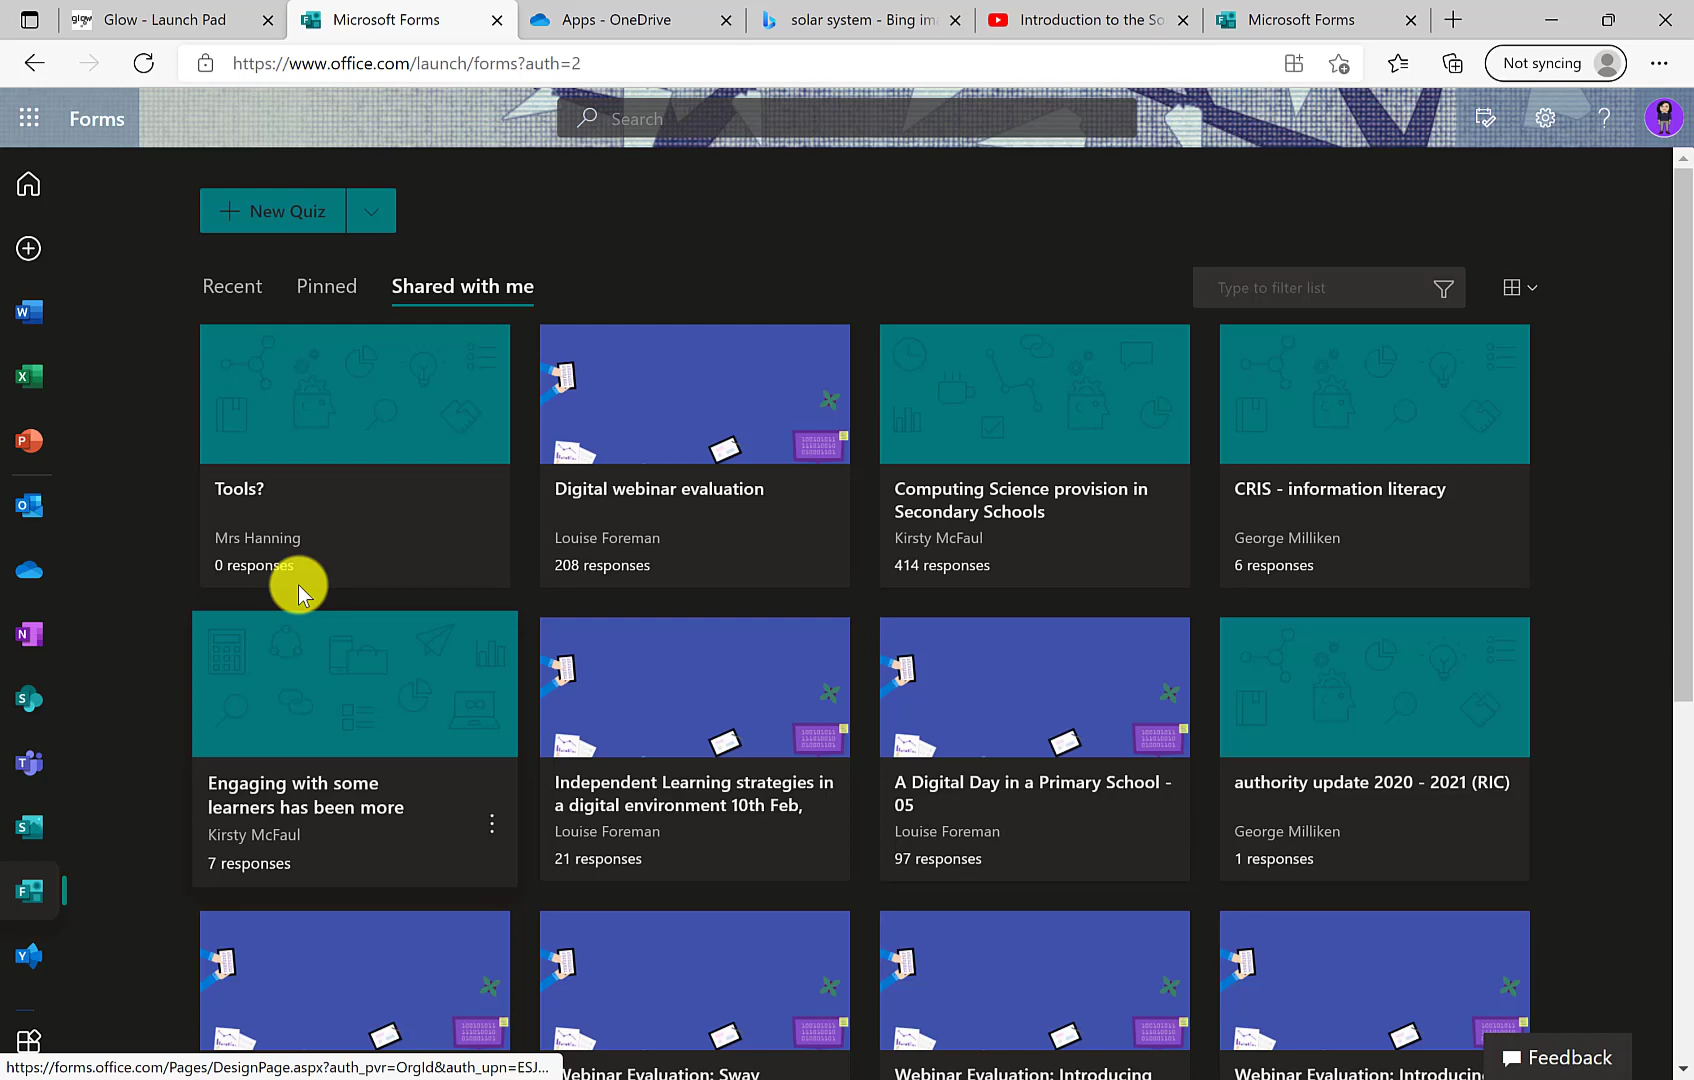 glow Glow - Launch Pad
Microsoft Forms
Apps - OneDrive
solar system - Bing im
Introduction to the So
Microsoft Forms
https://www.office.com/launch/forms?auth=2
Not syncing
Forms
Search
New Quiz
Recent
Pinned
Shared with me
Type to filter list
Tools?
Mrs Hanning
0 responses
Digital webinar evaluation
Louise Foreman
208 responses
Computing Science provision in
Secondary Schools
Kirsty McFaul
414 responses
CRIS - information literacy
George Milliken
6 responses
Engaging with some
learners has been more
Kirsty McFaul
7 responses
Independent Learning strategies in
a digital environment 10th Feb,
Louise Foreman
21 responses
A Digital Day in a Primary School -
05
Louise Foreman
97 responses
authority update 2020 - 2021 (RIC)
George Milliken
1 responses
Webinar Evaluation: Sway
Webinar Evaluation: Introducing
Webinar Evaluation: Introducing
Feedback
https://forms.office.com/Pages/DesignPage.aspx?auth_pvr=OrgId&auth_upn=ESJ...